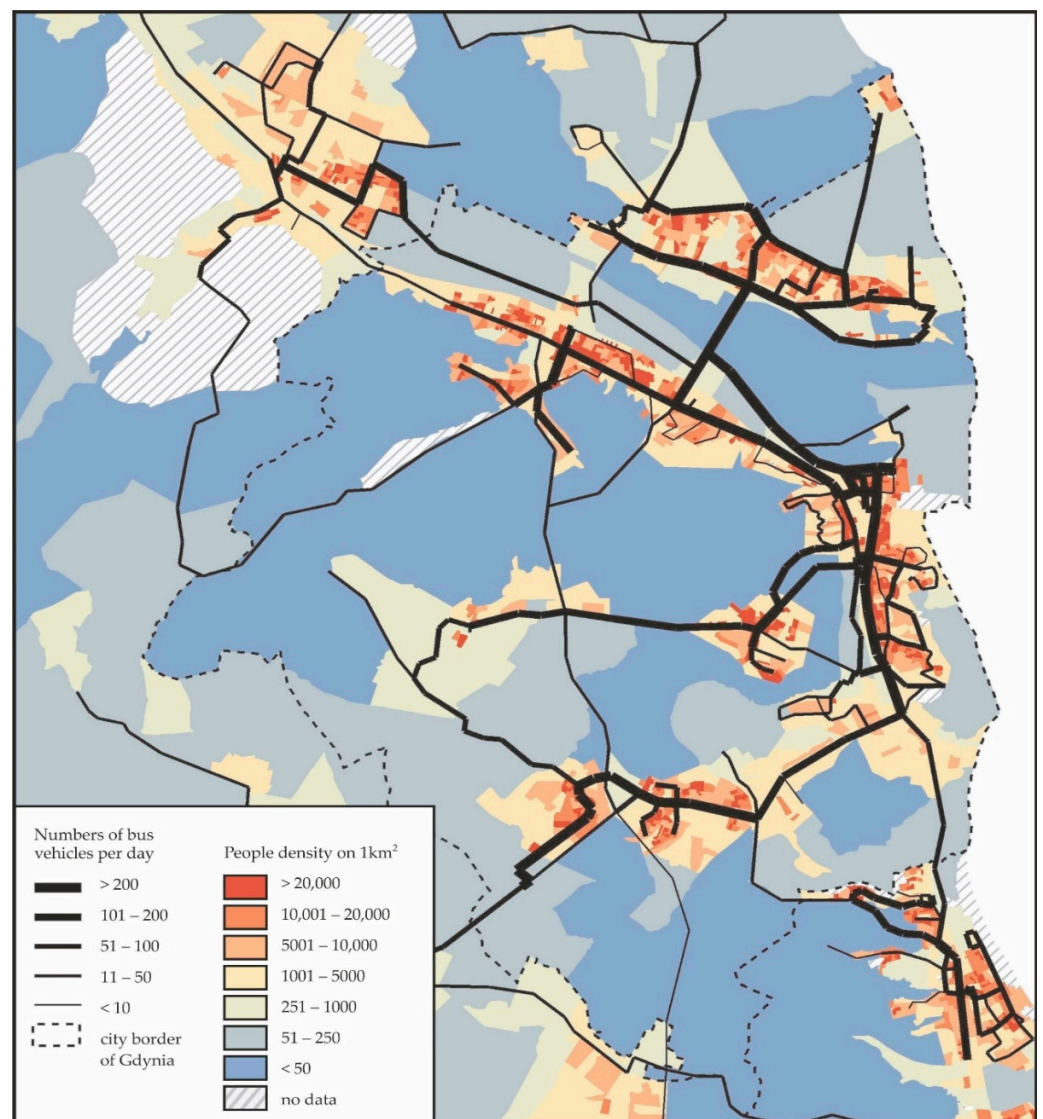 Numbers of bus
vehicles per day
> 200
101 – 200
51 – 100
11 – 50
< 10
city border
of Gdynia
People density on 1km²
> 20,000
10,001 – 20,000
5001 – 10,000
1001 – 5000
251 – 1000
51 – 250
< 50
no data